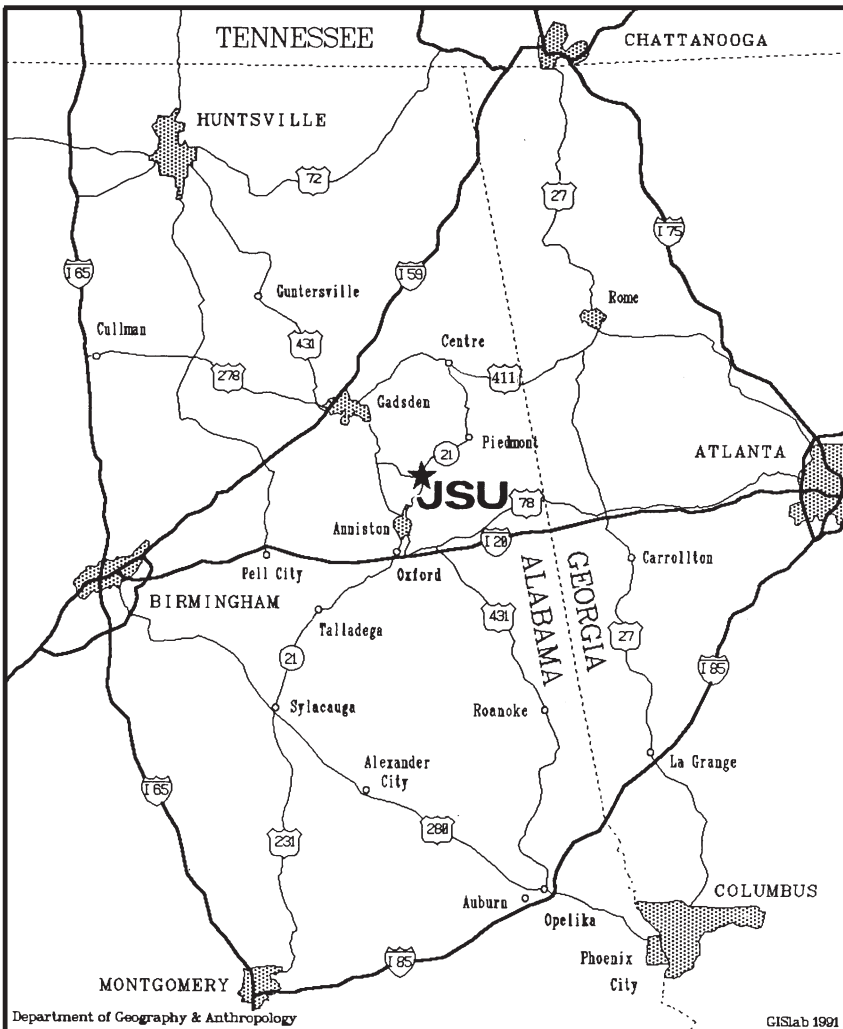 TENNESSEE
CHATTANOOGA
HUNTSVILLE
72
27
I 75
I 65
I 59
Guntersville
Rome
Cullman
431
Centre
278
411
Gadsden
Piedmont
21
ATLANTA
JSU
78
Anniston
I 20
Pell City
Oxford
Carrollton
BIRMINGHAM
GEORGIA
ALABAMA
Talladega
431
27
21
I 85
Sylacauga
Roanoke
La Grange
Alexander
City
I 65
231
280
COLUMBUS
Auburn
Opelika
I 85
Phoenix
City
MONTGOMERY
Department of Geography & Anthropology
GISlab 1991